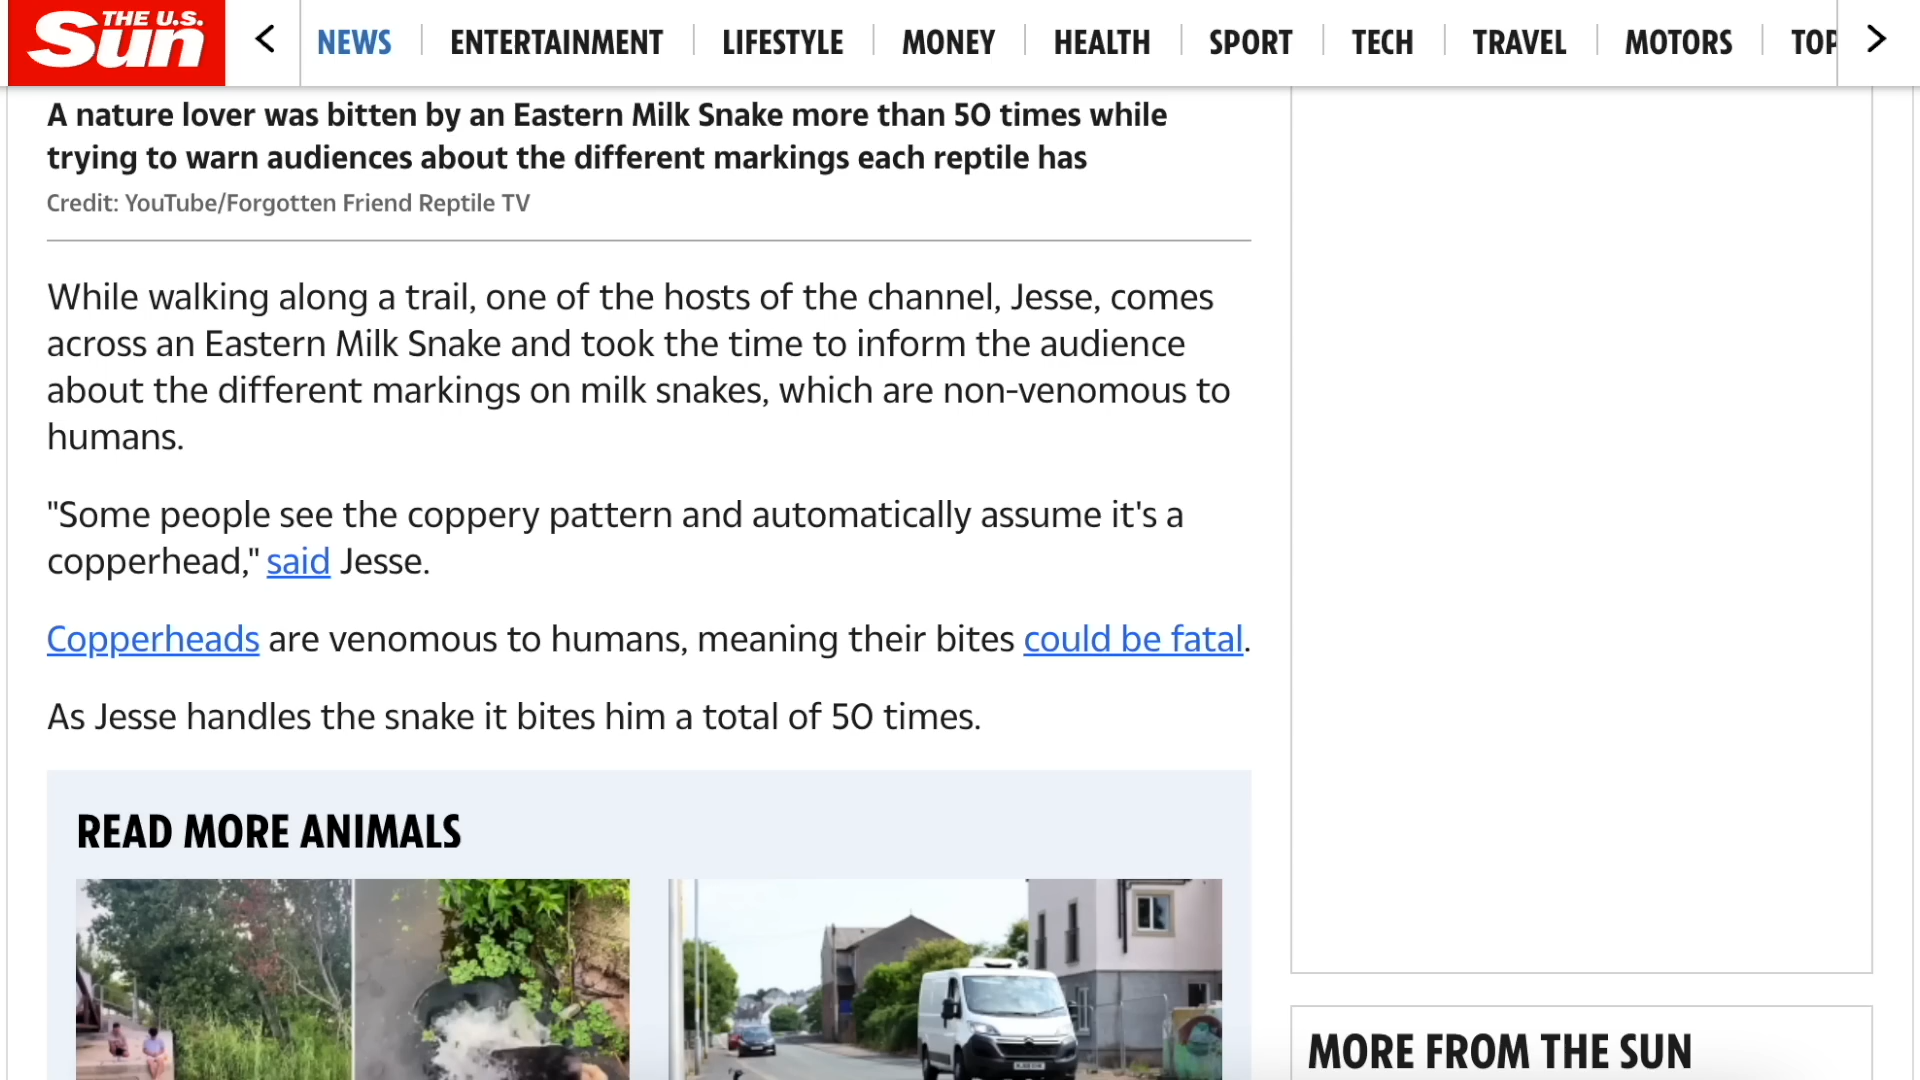 THE U.S.
Sun
NEWS
ENTERTAINMENT
LIFESTYLE
MONEY
HEALTH
SPORT
TECH
TRAVEL
MOTORS
TOP
A nature lover was bitten by an Eastern Milk Snake more than 50 times while
trying to warn audiences about the different markings each reptile has
Credit: YouTube/Forgotten Friend Reptile TV
While walking along a trail, one of the hosts of the channel, Jesse, comes
across an Eastern Milk Snake and took the time to inform the audience
about the different markings on milk snakes, which are non-venomous to
humans.
"Some people see the coppery pattern and automatically assume it's a
copperhead," said Jesse.
Copperheads are venomous to humans, meaning their bites could be fatal.
As Jesse handles the snake it bites him a total of 50 times.
READ MORE ANIMALS
MORE FROM THE SUN